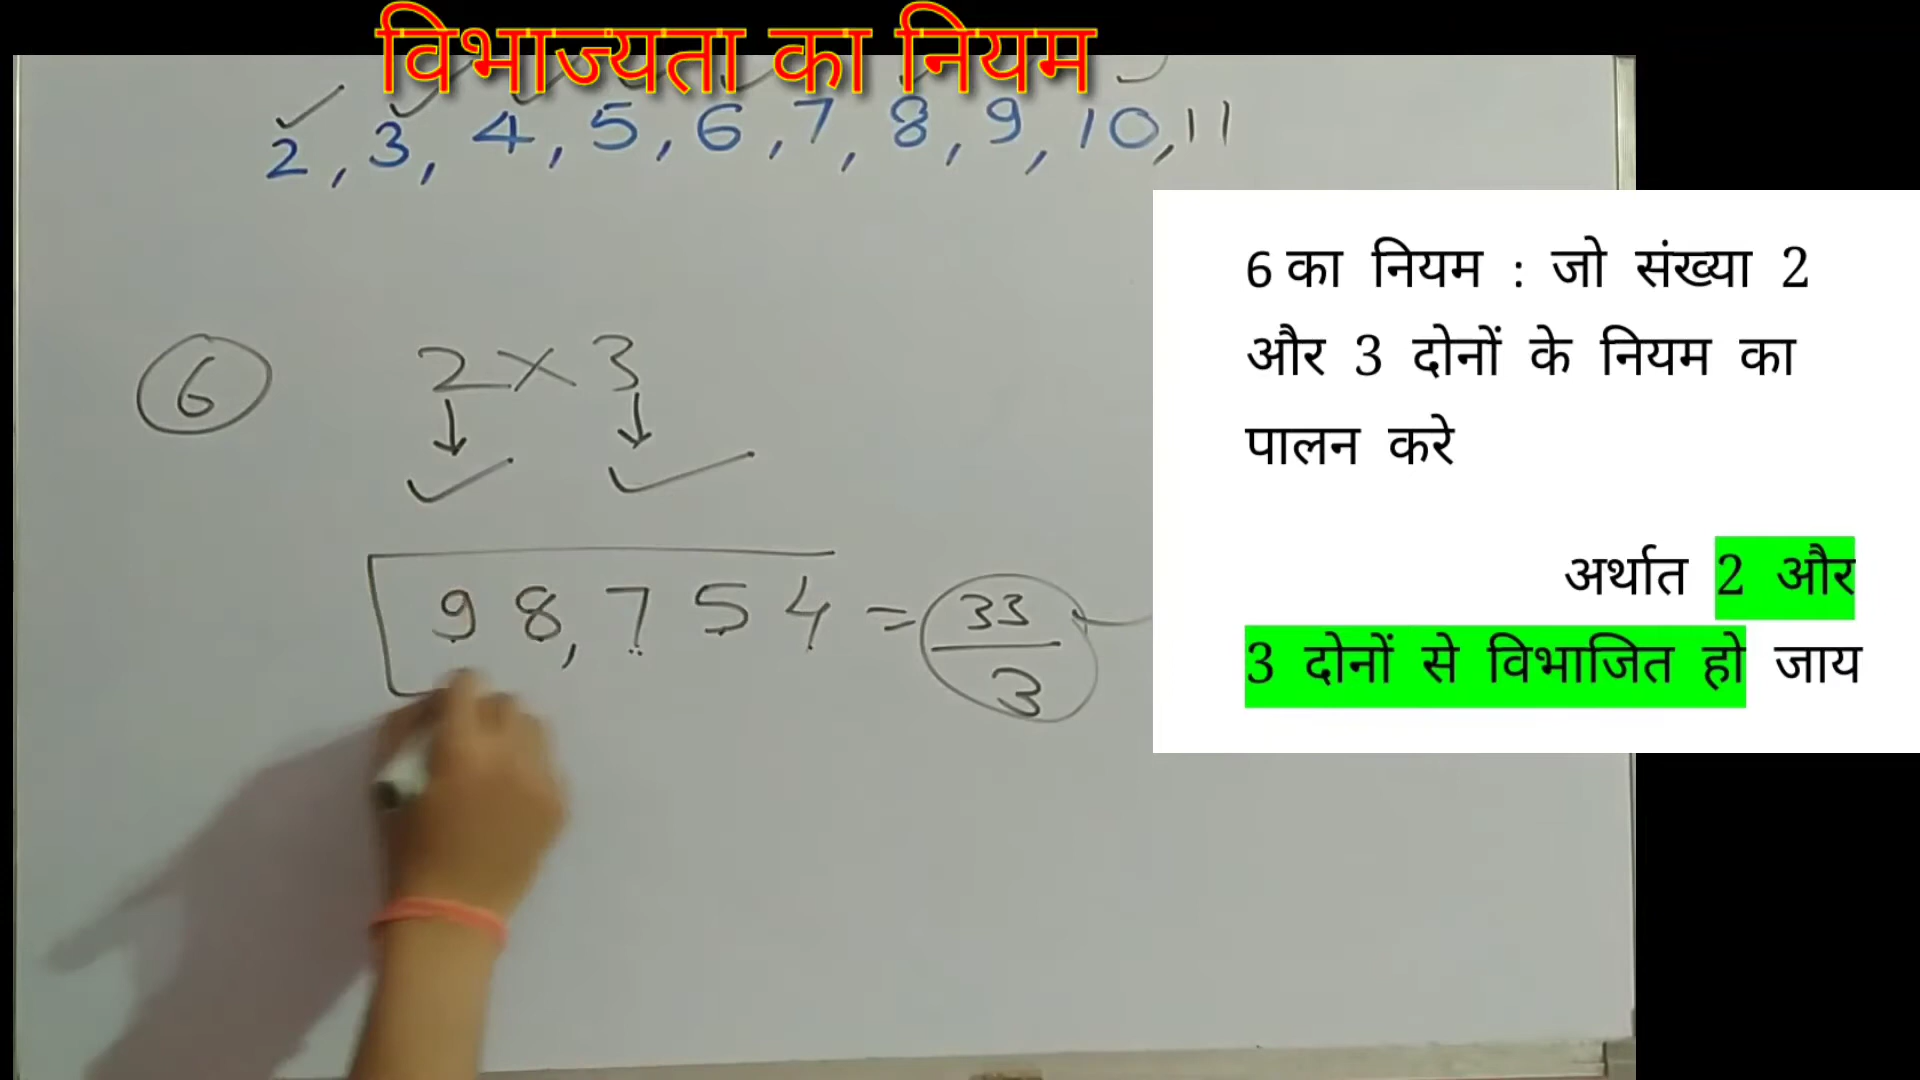 विभाज्यता का नियम
2, 3, 4, 5, 6, 7, 8, 9, 10, 11
6 2 × 3
98,754 = 33/3
6 का नियम : जो संख्या 2
और 3 दोनों के नियम का
पालन करे
अर्थात 2 और
3 दोनों से विभाजित हो जाय